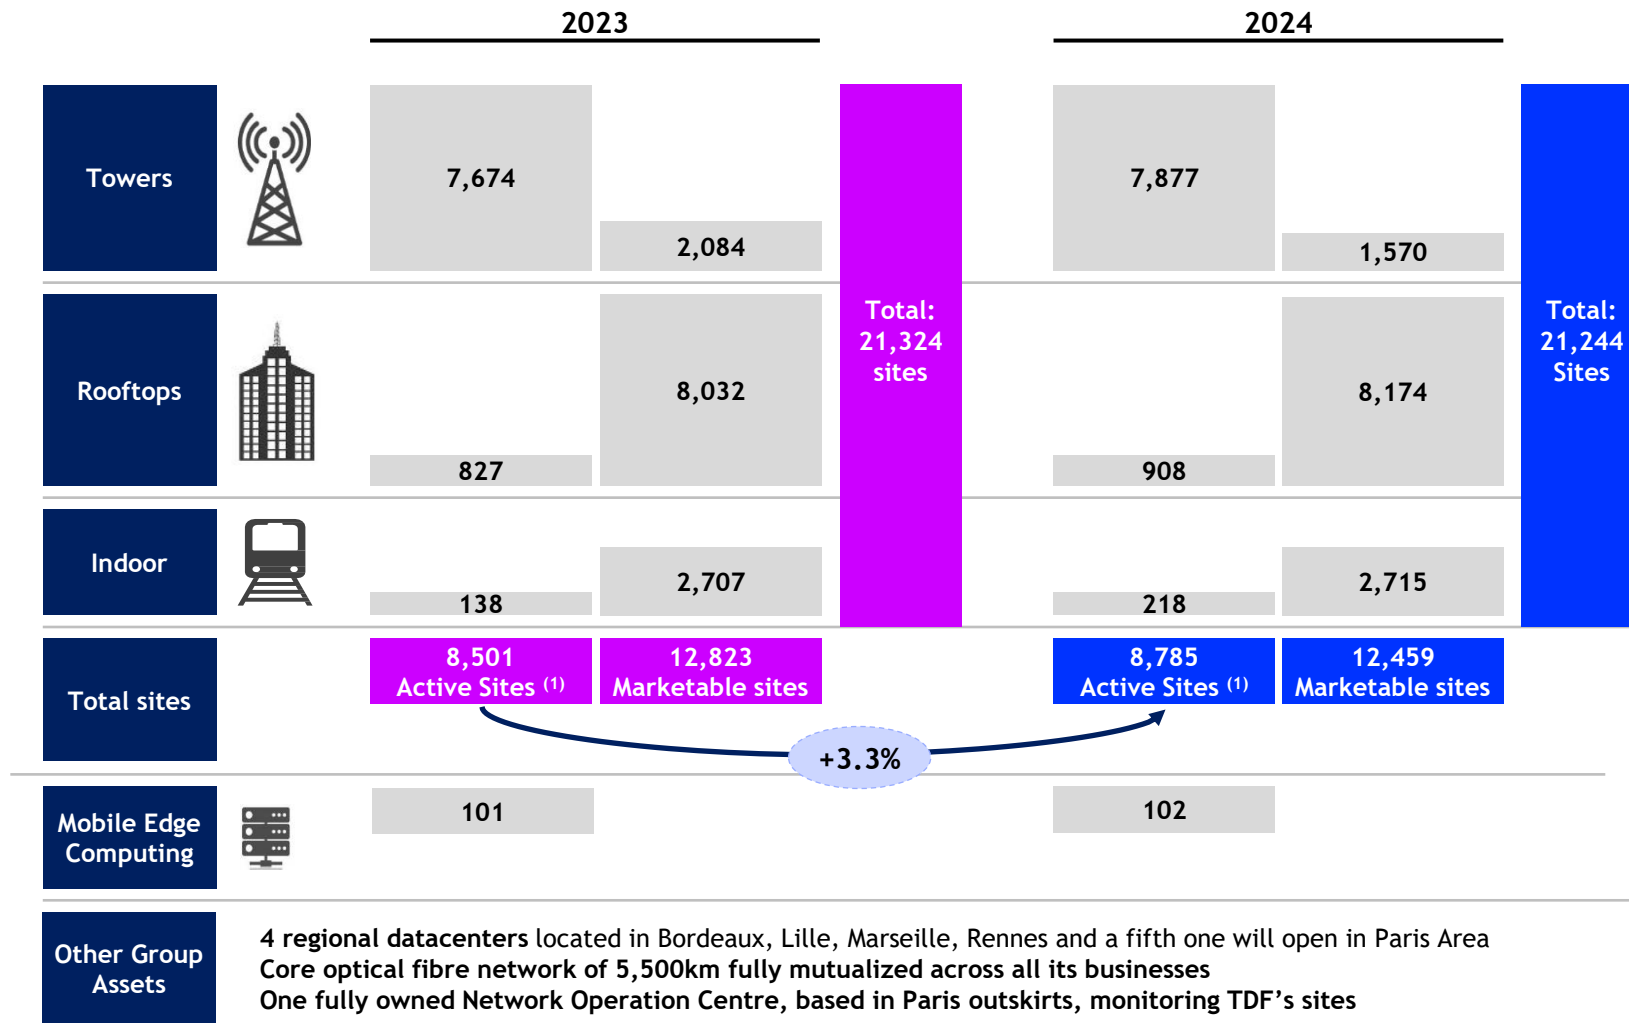 2023
2024
Towers
7,674
2,084
7,877
1,570
Total:
21,324
sites
Total:
21,244
Sites
Rooftops
8,032
827
8,174
908
Indoor
2,707
138
2,715
218
Total sites
8,501
Active Sites (1)
12,823
Marketable sites
8,785
Active Sites (1)
12,459
Marketable sites
+3.3%
Mobile Edge
Computing
101
102
Other Group
Assets
4 regional datacenters located in Bordeaux, Lille, Marseille, Rennes and a fifth one will open in Paris Area
Core optical fibre network of 5,500km fully mutualized across all its businesses
One fully owned Network Operation Centre, based in Paris outskirts, monitoring TDF’s sites